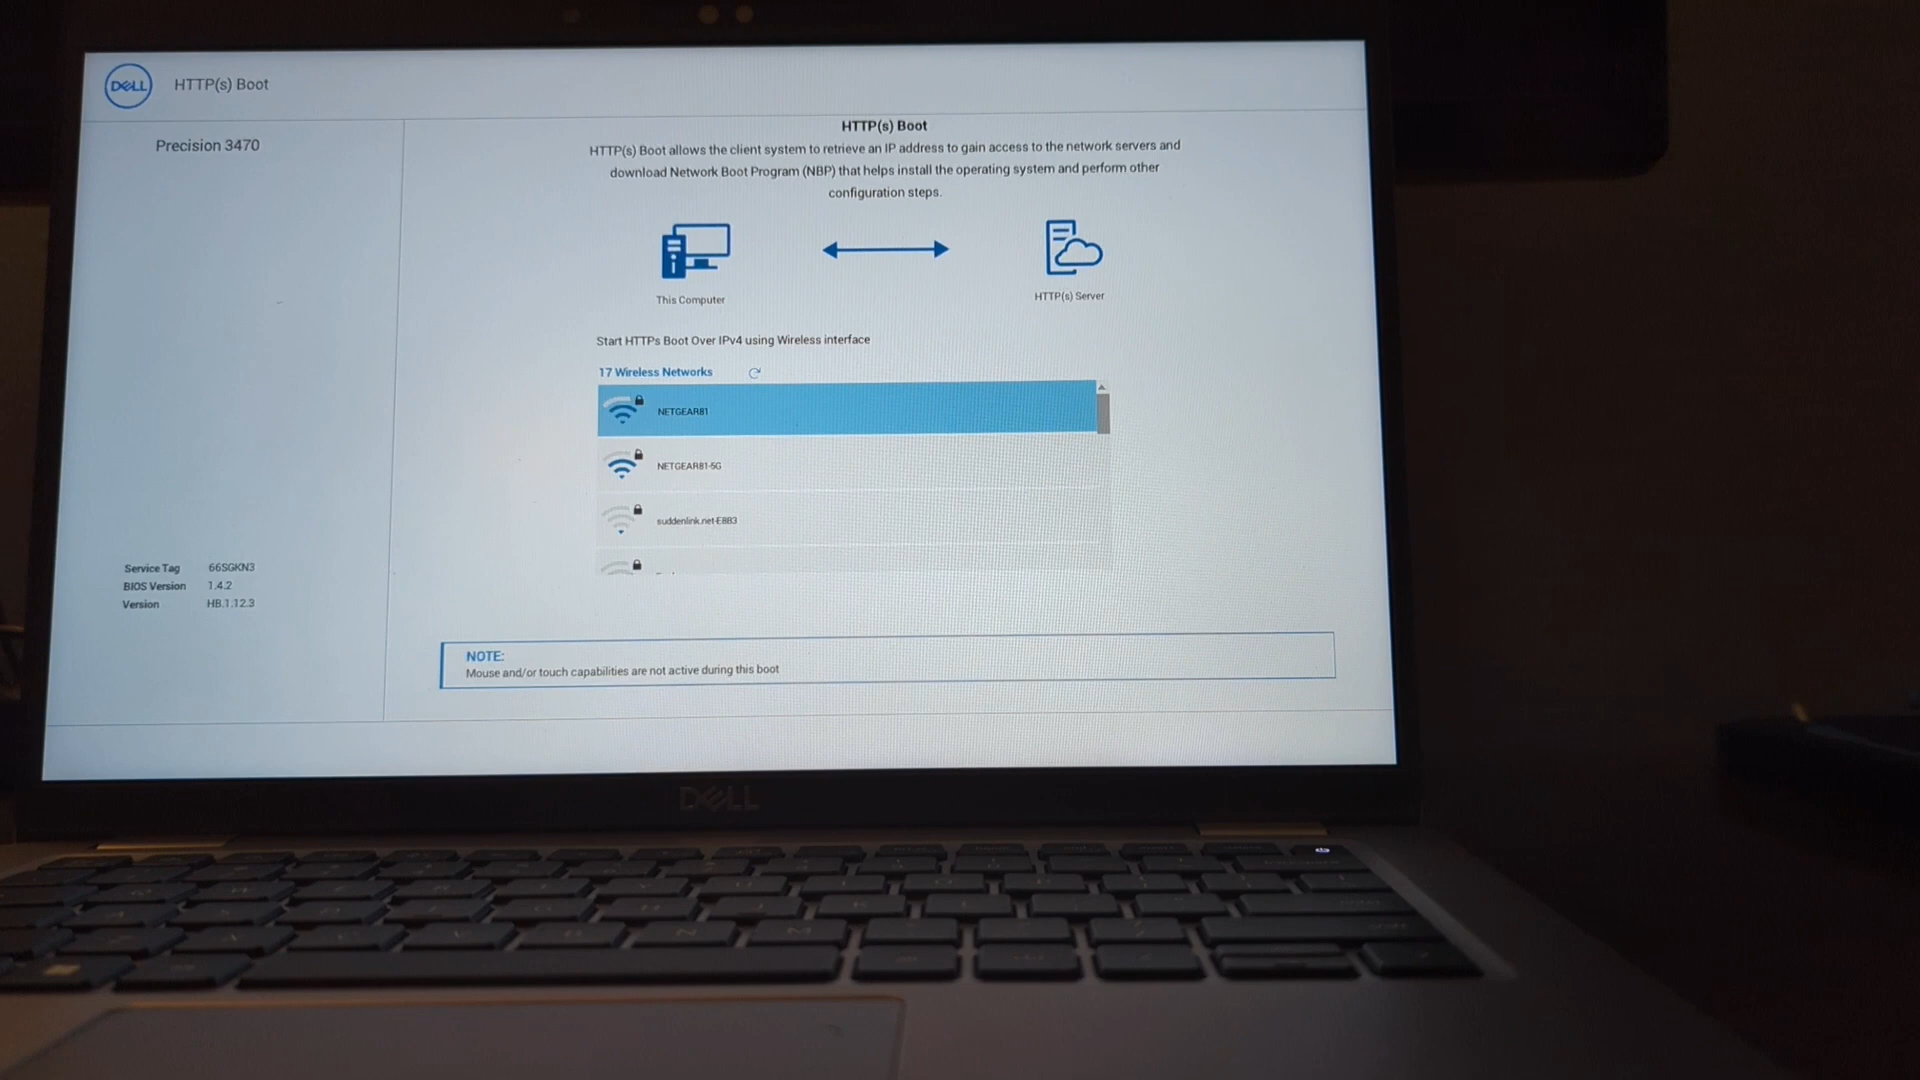 DELL
HTTP(s) Boot
Precision 3470
HTTP(s) Boot
HTTP(s) Boot allows the client system to retrieve an IP address to gain access to the network servers and
download Network Boot Program (NBP) that helps install the operating system and perform other
configuration steps.
This Computer
HTTP(s) Server
Start HTTPs Boot Over IPv4 using Wireless interface
17 Wireless Networks
NETGEAR81
NETGEAR81-5G
suddenlink.net-E8B3
Service Tag 66SGKN3
BIOS Version 1.4.2
Version HB.1.12.3
NOTE:
Mouse and/or touch capabilities are not active during this boot
DELL